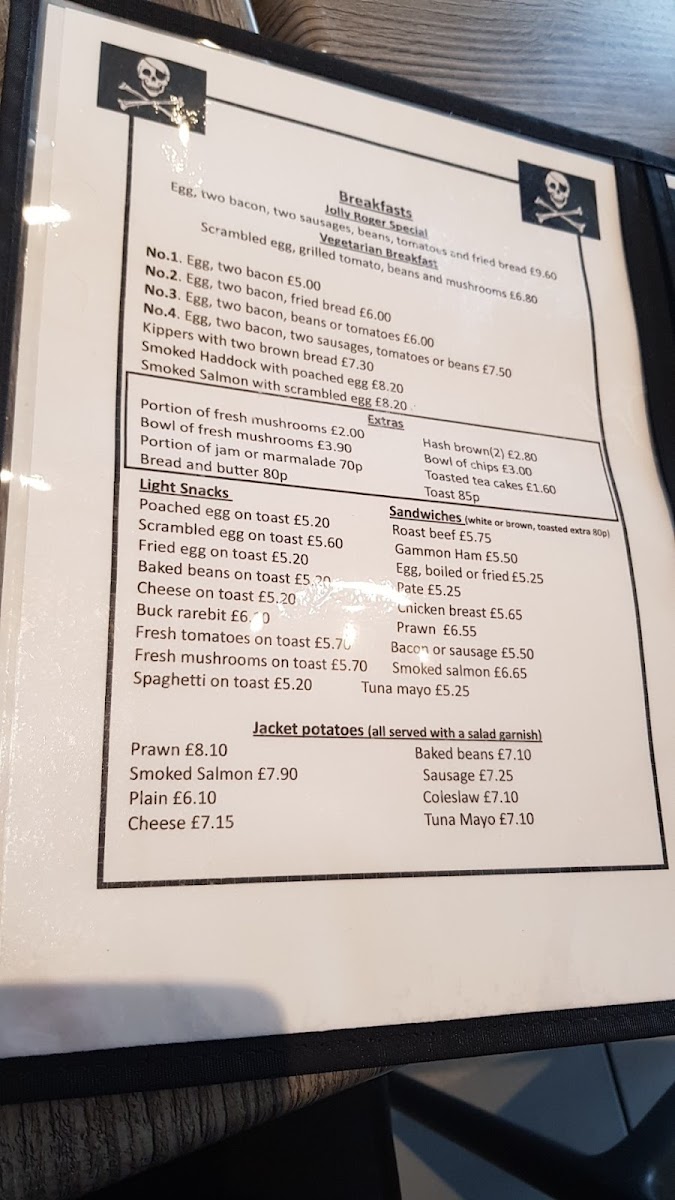 Breakfasts
Jolly Roger Special
Egg, two bacon, two sausages, beans, tomatoes and fried bread £9.60
Vegetarian Breakfast
Scrambled egg, grilled tomato, beans and mushrooms £6.80
No.1. Egg, two bacon £5.00
No.2. Egg, two bacon, fried bread £6.00
No.3. Egg, two bacon, beans or tomatoes £6.00
No.4. Egg, two bacon, two sausages, tomatoes or beans £7.50
Kippers with two brown bread £7.30
Smoked Haddock with poached egg £8.20
Smoked Salmon with scrambled egg £8.20
Extras
Portion of fresh mushrooms £2.00
Bowl of fresh mushrooms £3.90
Portion of jam or marmalade 70p
Bread and butter 80p
Hash brown(2) £2.80
Bowl of chips £3.00
Toasted tea cakes £1.60
Toast 85p
Light Snacks
Poached egg on toast £5.20
Scrambled egg on toast £5.60
Fried egg on toast £5.20
Baked beans on toast £5.20
Cheese on toast £5.20
Buck rarebit
Fresh tomatoes on toast £5.70
Fresh mushrooms on toast £5.70
Spaghetti on toast £5.20
Sandwiches (white or brown, toasted extra 80p)
Roast beef £5.75
Gammon Ham £5.50
Egg, boiled or fried £5.25
Pate £5.25
Chicken breast £5.65
Prawn £6.55
Bacon or sausage £5.50
Smoked salmon £6.65
Tuna mayo £5.25
Jacket potatoes (all served with a salad garnish)
Prawn £8.10
Smoked Salmon £7.90
Plain £6.10
Cheese £7.15
Baked beans £7.10
Sausage £7.25
Coleslaw £7.10
Tuna Mayo £7.10